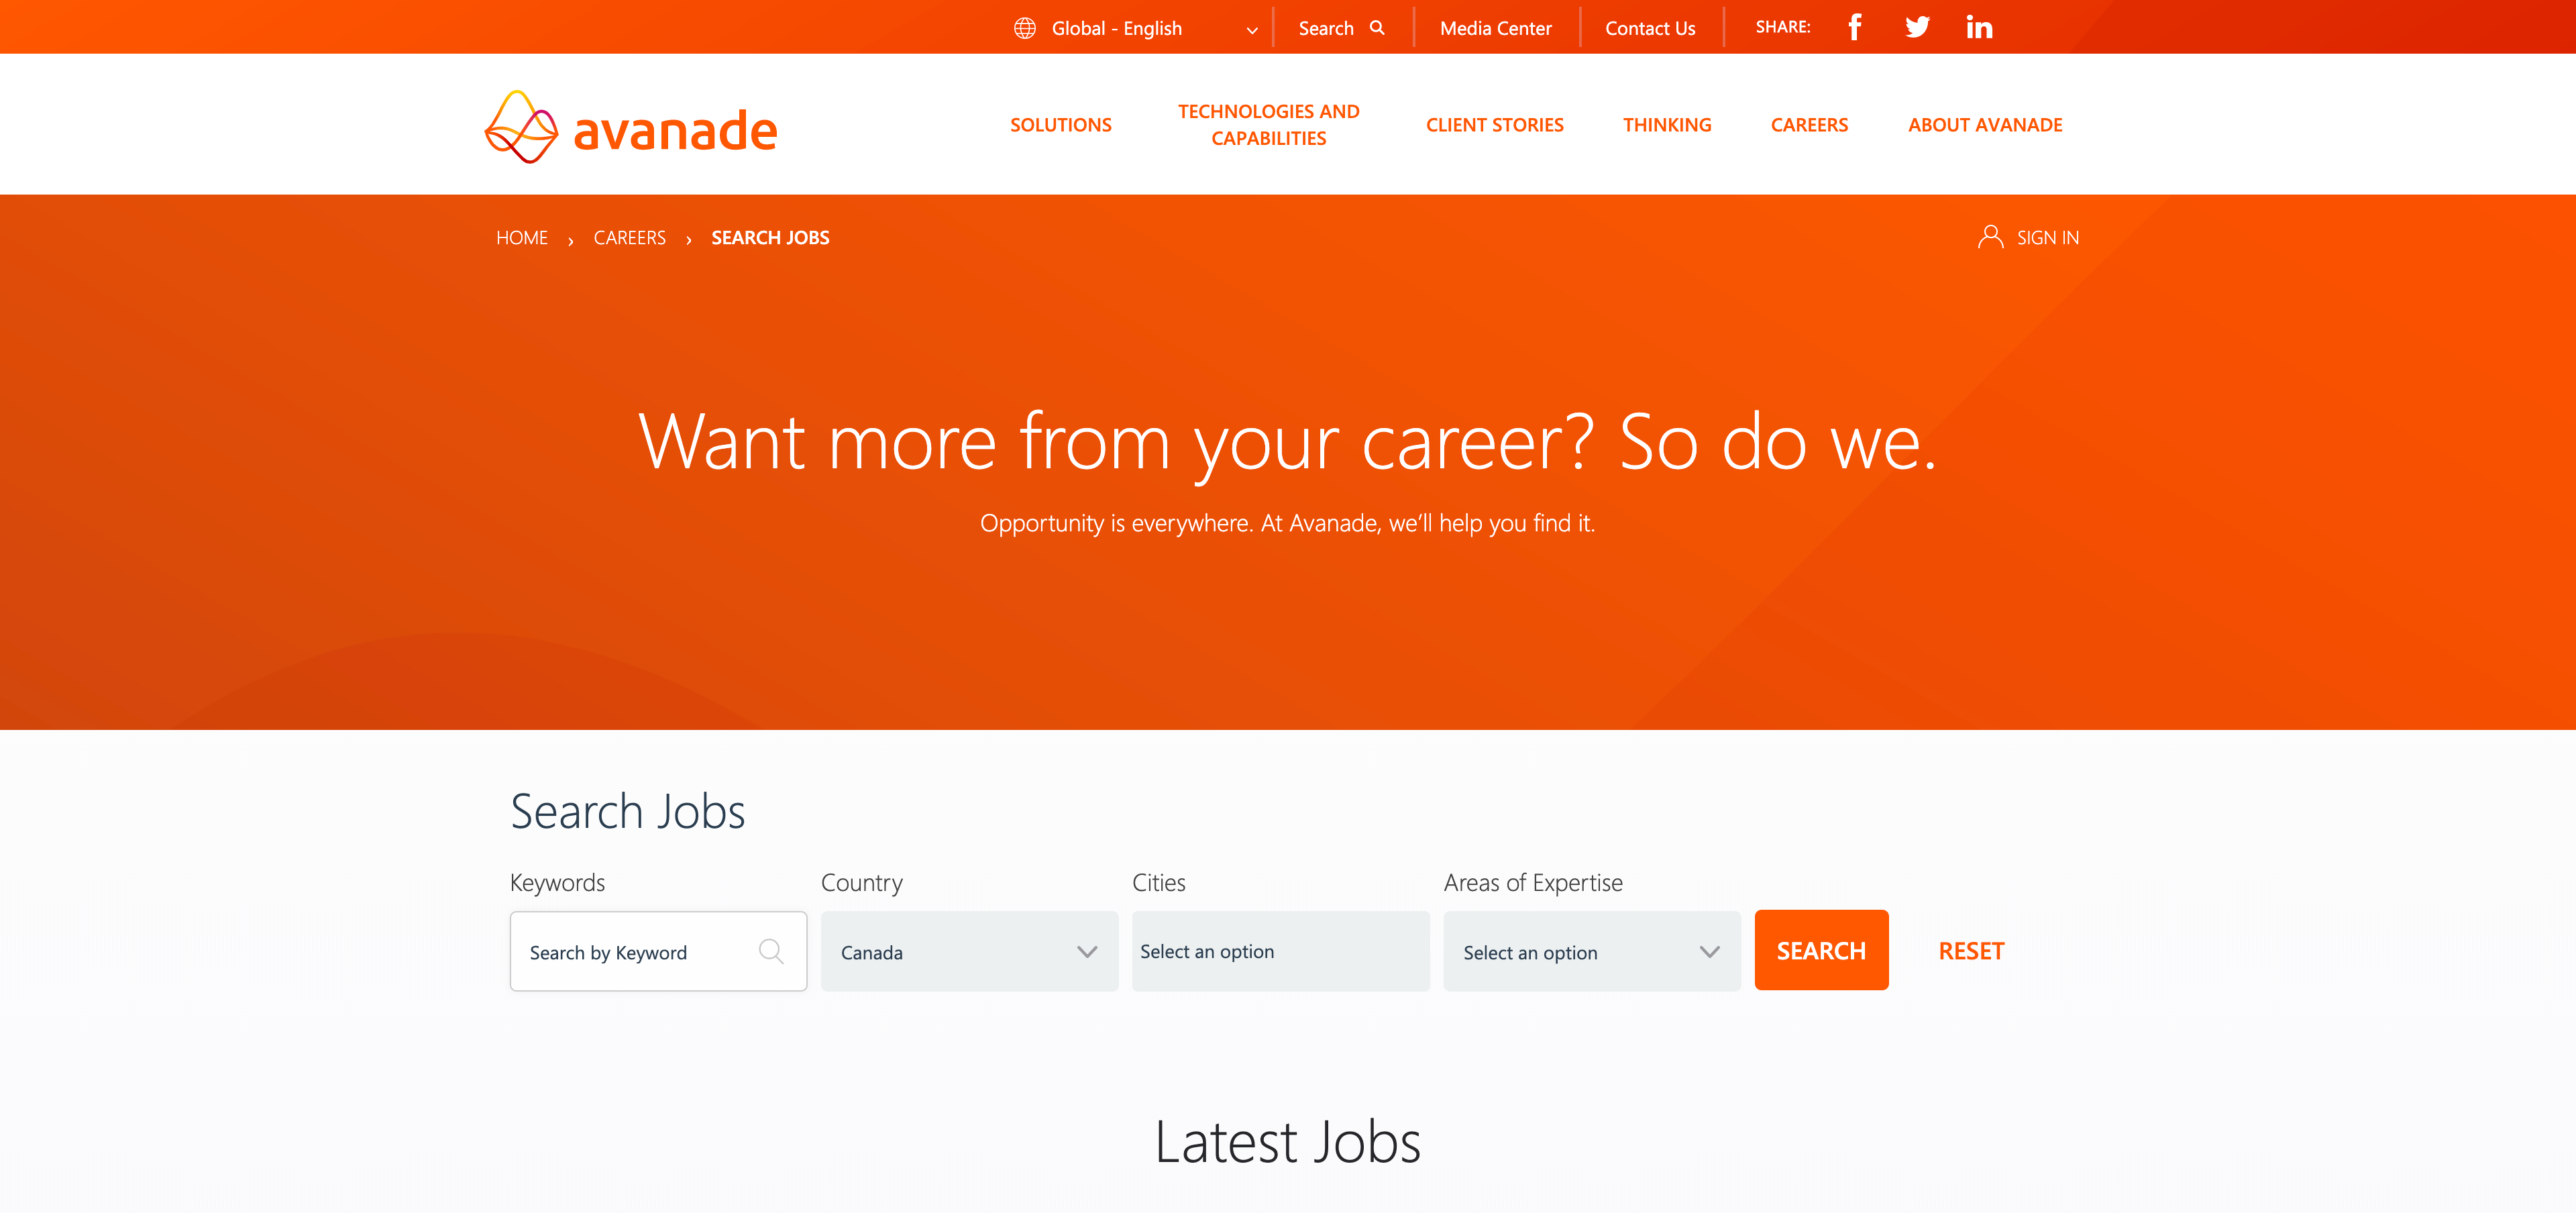 Global - English
Search
Media Center
Contact Us
SHARE:
avanade
SOLUTIONS
TECHNOLOGIES AND
CAPABILITIES
CLIENT STORIES
THINKING
CAREERS
ABOUT AVANADE
HOME › CAREERS › SEARCH JOBS
SIGN IN
Want more from your career? So do we.
Opportunity is everywhere. At Avanade, we’ll help you find it.
Search Jobs
Keywords
Country
Cities
Areas of Expertise
Search by Keyword
Canada
Select an option
Select an option
SEARCH
RESET
Latest Jobs